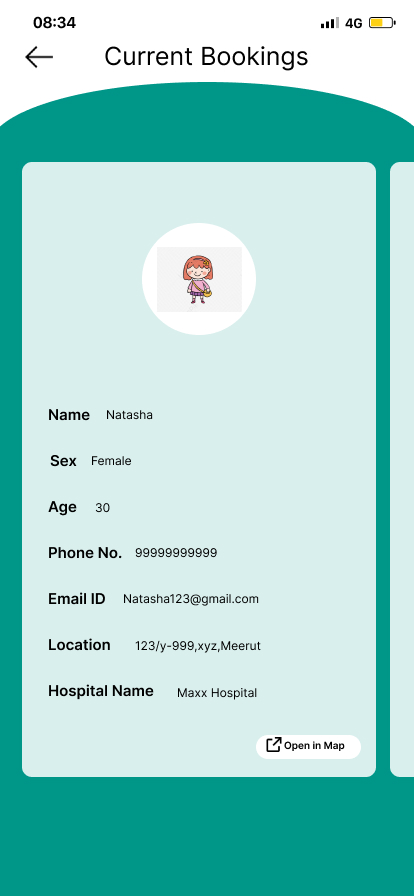 08:34 4G
Current Bookings
Name Natasha
Sex Female
Age 30
Phone No. 99999999999
Email ID Natasha123@gmail.com
Location 123/y-999,xyz,Meerut
Hospital Name Maxx Hospital
Open in Map